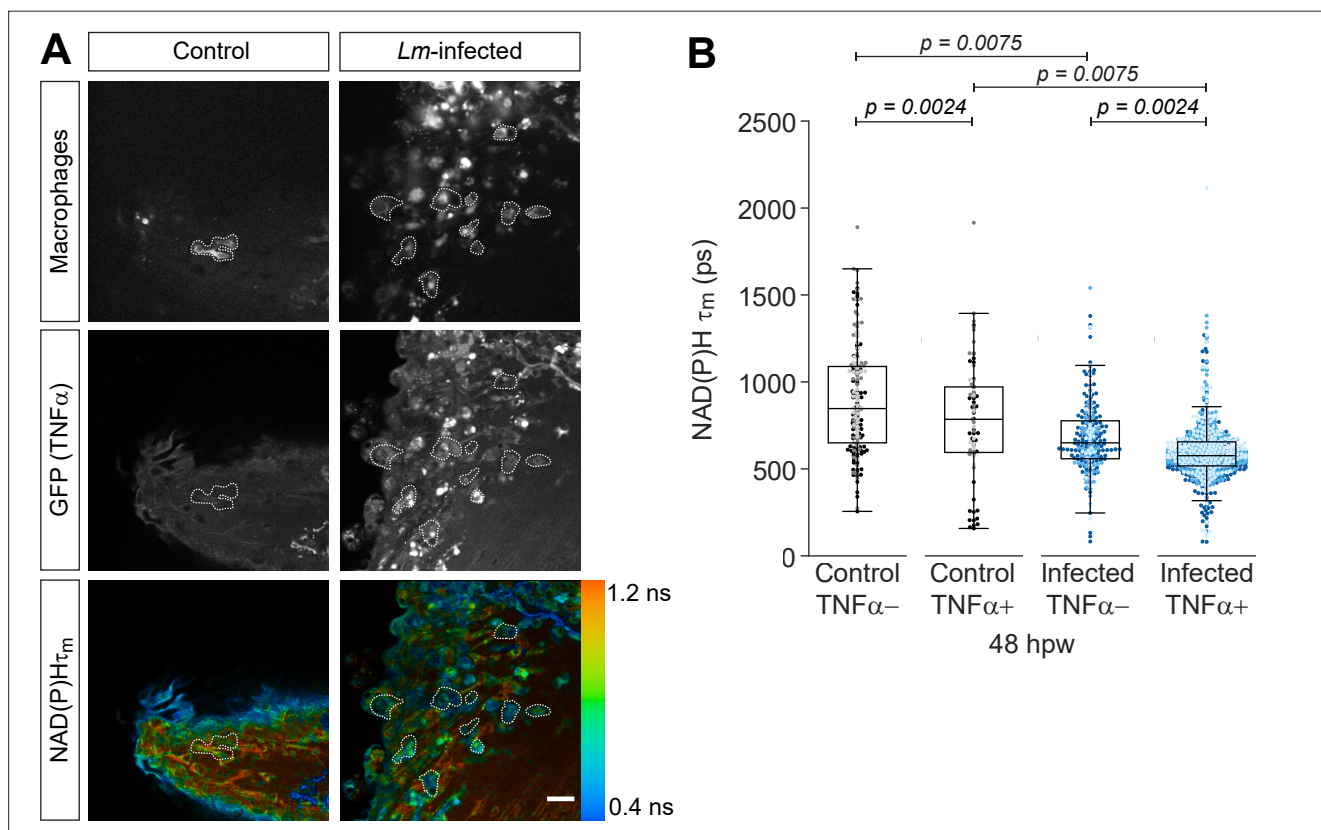 A
Control
Lm-infected
Macrophages
GFP (TNFα)
NAD(P)Hτm
1.2 ns
0.4 ns
B
p = 0.0075
p = 0.0075
p = 0.0024
p = 0.0024
NAD(P)H τm (ps)
2500
2000
1500
1000
500
0
Control
TNFα−
Control
TNFα+
Infected
TNFα−
Infected
TNFα+
48 hpw